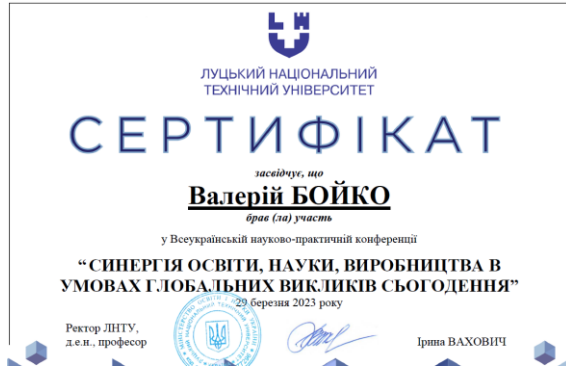 ЛУЦЬКИЙ НАЦІОНАЛЬНИЙ
ТЕХНІЧНИЙ УНІВЕРСИТЕТ
СЕРТИФІКАТ
засвідчує, що
Валерій БОЙКО
брав (ла) участь
у Всеукраїнській науково-практичній конференції
“СИНЕРГІЯ ОСВІТИ, НАУКИ, ВИРОБНИЦТВА В
УМОВАХ ГЛОБАЛЬНИХ ВИКЛИКІВ СЬОГОДЕННЯ”
29 березня 2023 року
Ректор ЛНТУ,
д.е.н., професор
Ірина ВАХОВИЧ